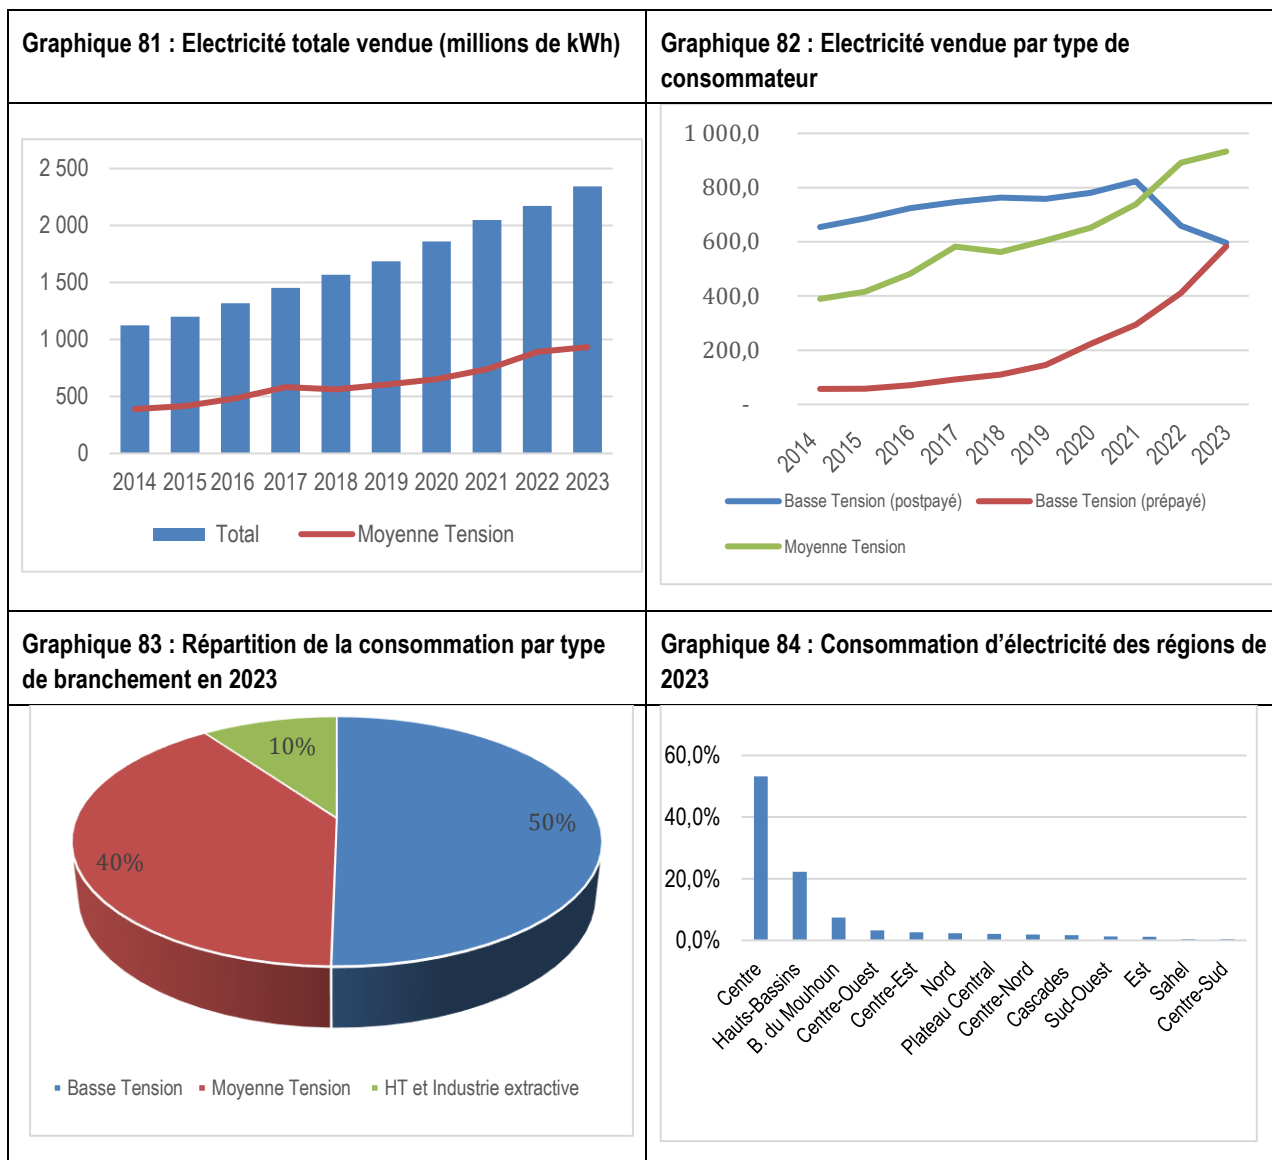 Graphique 81 : Electricité totale vendue (millions de kWh)
2 500
2 000
1 500
1 000
500
0
2014 2015 2016 2017 2018 2019 2020 2021 2022 2023
Total
Moyenne Tension
Graphique 82 : Electricité vendue par type de
consommateur
1 000,0
800,0
600,0
400,0
200,0
-
2014 2015 2016 2017 2018 2019 2020 2021 2022 2023
Basse Tension (postpayé)
Basse Tension (prépayé)
Moyenne Tension
Graphique 83 : Répartition de la consommation par type
de branchement en 2023
10%
50%
40%
Basse Tension
Moyenne Tension
HT et Industrie extractive
Graphique 84 : Consommation d’électricité des régions de
2023
60,0%
40,0%
20,0%
0,0%
Centre
Hauts-Bassins
B. du Mouhoun
Centre-Ouest
Centre-Est
Nord
Plateau Central
Centre-Nord
Cascades
Sud-Ouest
Est
Sahel
Centre-Sud